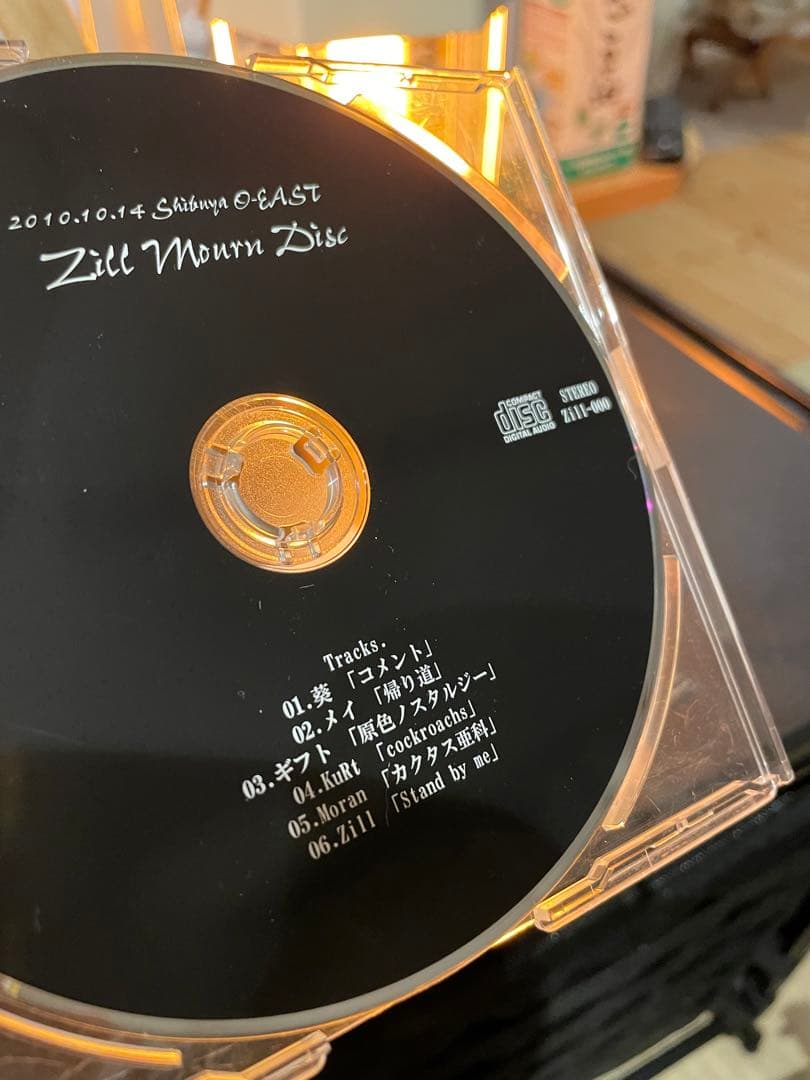 2010.10.14 Shibuya O-EAST
Zill Mourn Disc
COMPACT
disc
DIGITAL AUDIO
STEREO
Zill-000
Tracks.
01.葵 「コメント」
02.メイ 「帰り道」
03.ギフト 「原色ノスタルジー」
04.KuRt 「cockroachs」
05.Moran 「カクタス亜科」
06.Zill 「Stand by me」